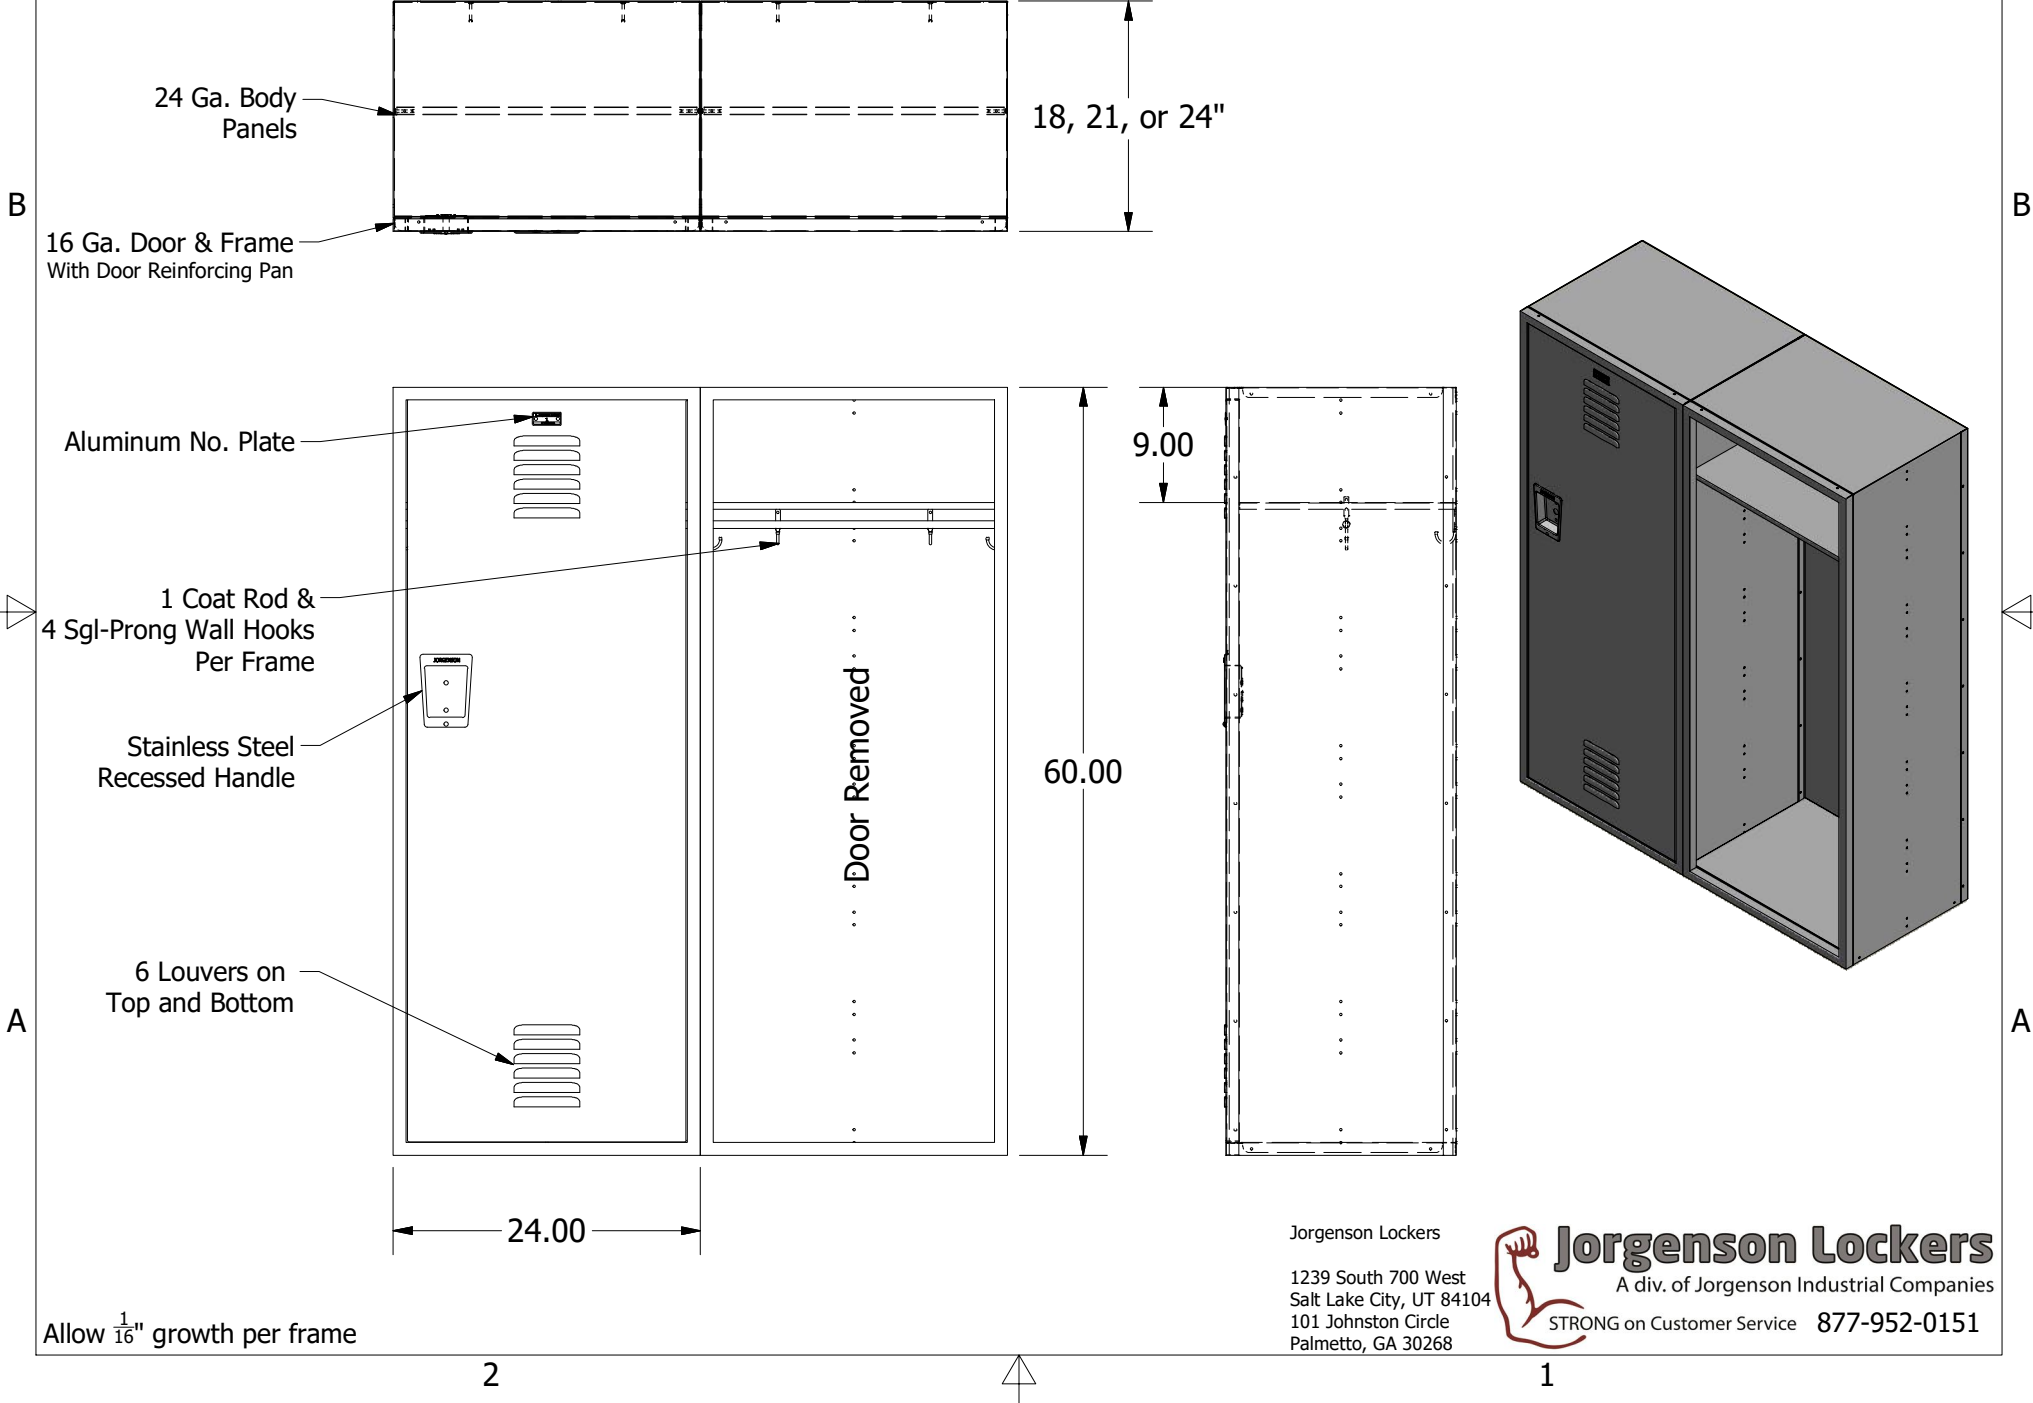 24 Ga. Body
Panels
18, 21, or 24"
B
B
16 Ga. Door & Frame
With Door Reinforcing Pan
Aluminum No. Plate
9.00
1 Coat Rod &
4 Sgl-Prong Wall Hooks
Per Frame
JORGENSON
Door Removed
Stainless Steel
Recessed Handle
60.00
6 Louvers on
Top and Bottom
A
A
24.00
Jorgenson Lockers
1239 South 700 West
Salt Lake City, UT 84104
101 Johnston Circle
Palmetto, GA 30268
Jorgenson Lockers
A div. of Jorgenson Industrial Companies
STRONG on Customer Service 877-952-0151
Allow 1/16" growth per frame
2
1